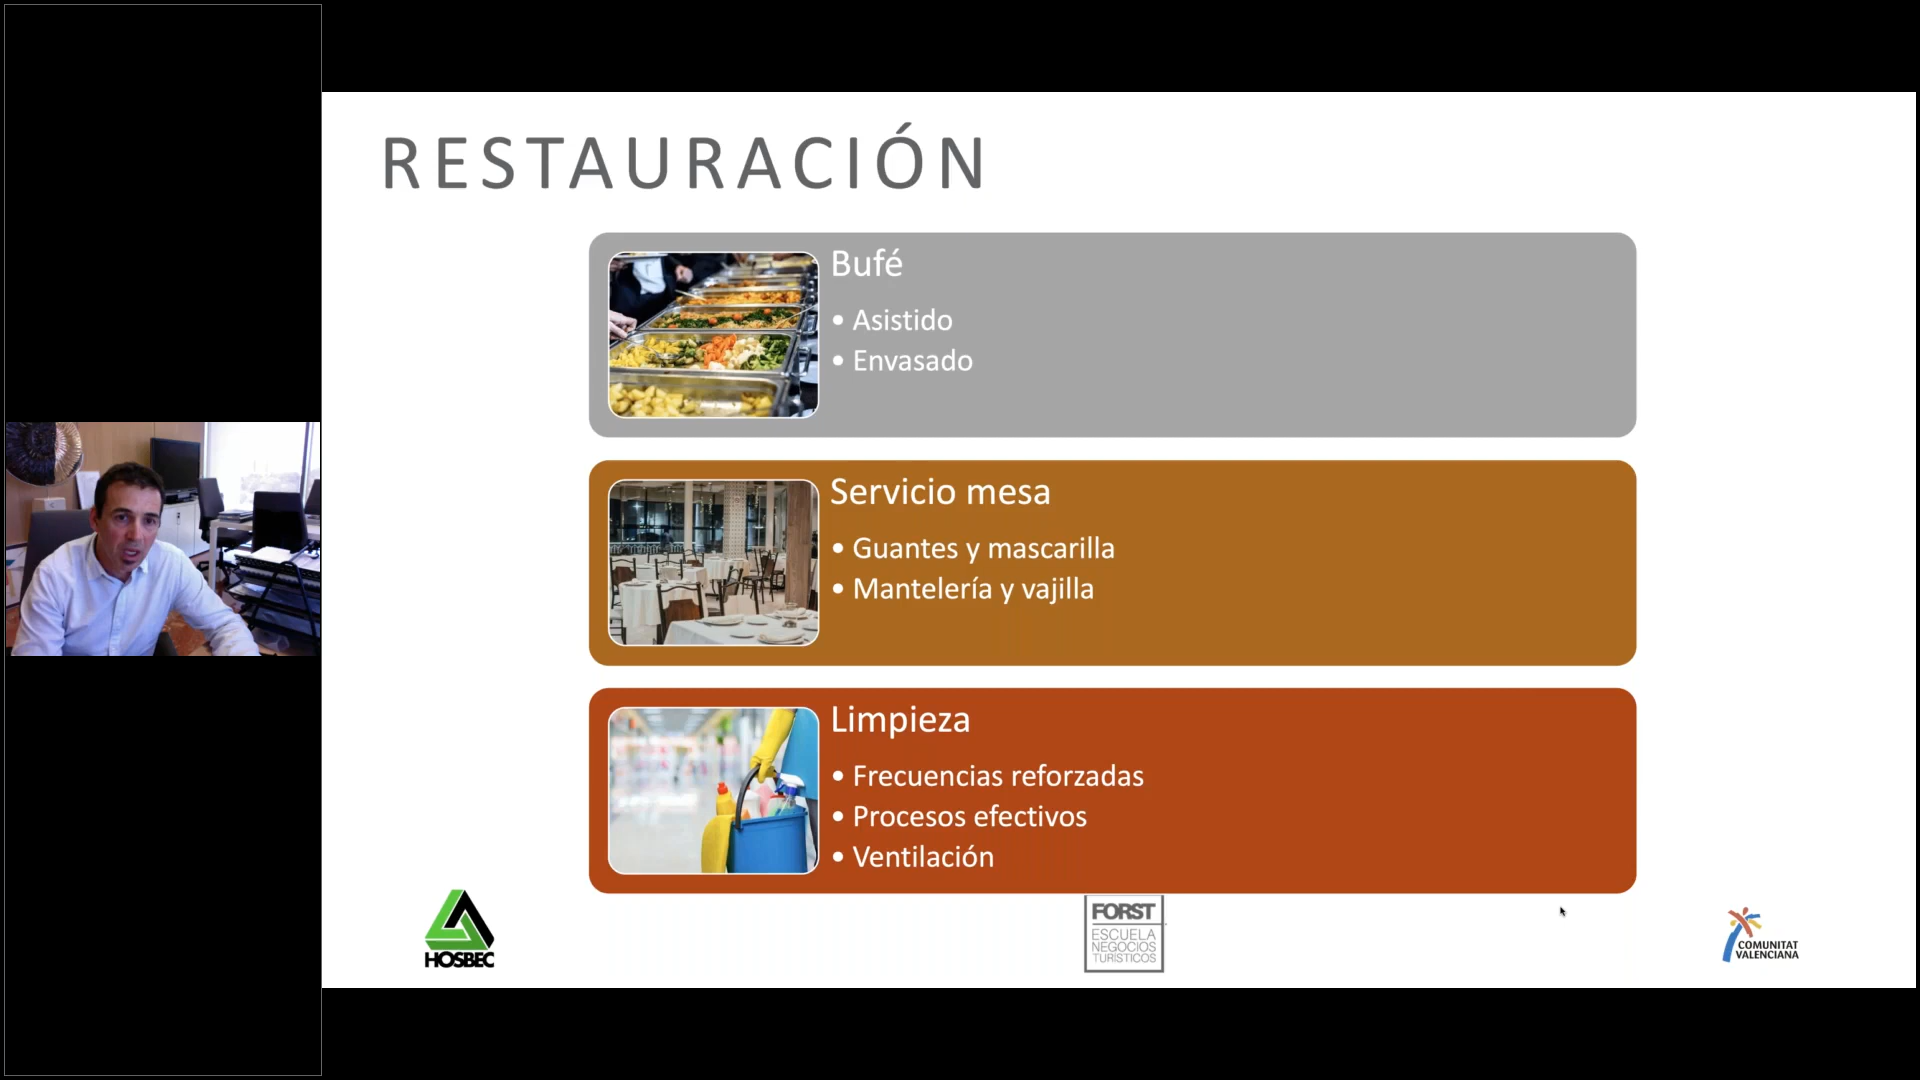 RESTAURACIÓN
Bufé
• Asistido
• Envasado
Servicio mesa
• Guantes y mascarilla
• Mantelería y vajilla
Limpieza
• Frecuencias reforzadas
• Procesos efectivos
• Ventilación
HOSBEC
FORST
ESCUELA
NEGOCIOS
TURÍSTICOS
COMUNITAT
VALENCIANA